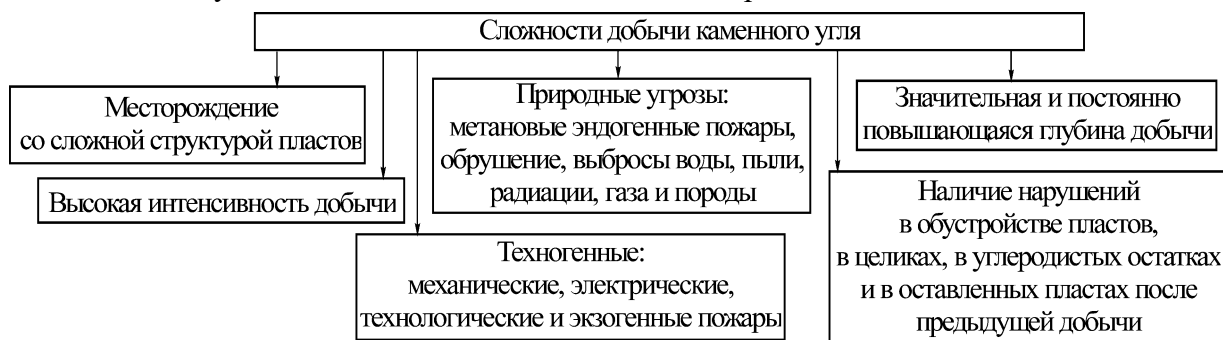 Сложности добычи каменного угля
Месторождение
со сложной структурой пластов
Высокая интенсивность добычи
Техногенные:
механические, электрические,
технологические и экзогенные пожары
Природные угрозы:
метановые эндогенные пожары,
обрушение, выбросы воды, пыли,
радиации, газа и породы
Значительная и постоянно
повышающаяся глубина добычи
Наличие нарушений
в обустройстве пластов,
в целиках, в углеродистых остатках
и в оставленных пластах после
предыдущей добычи